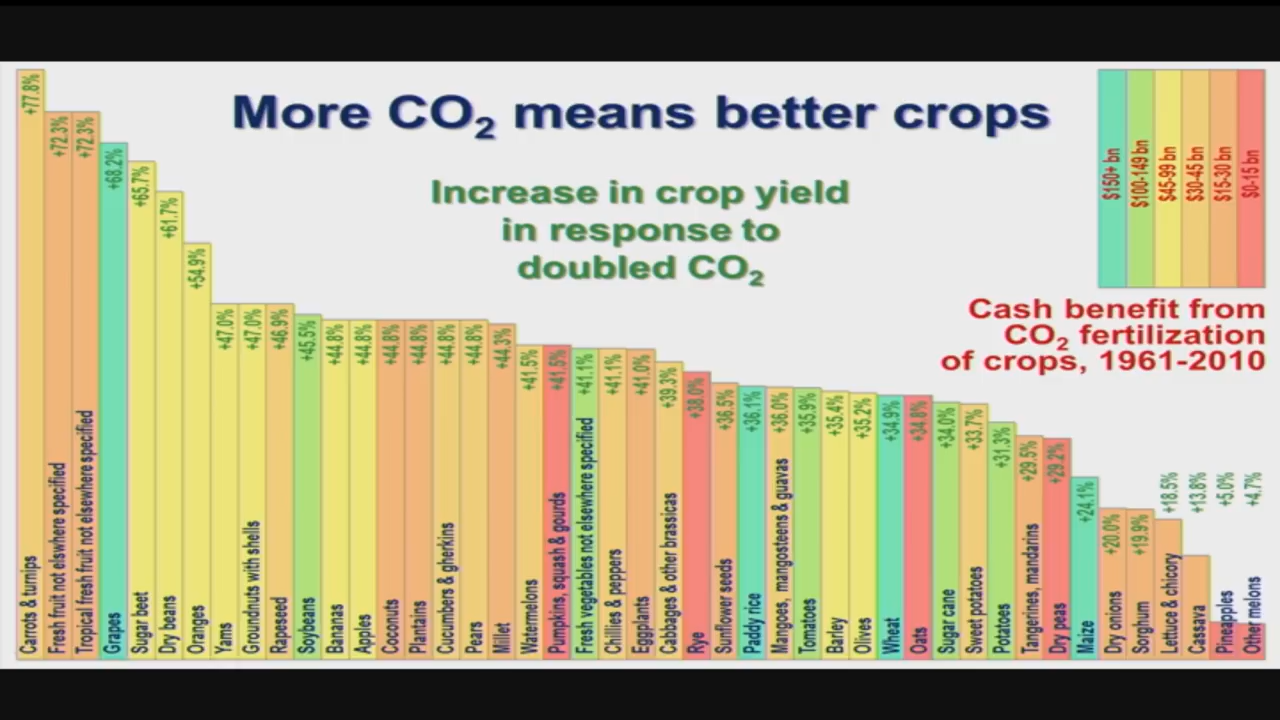 More CO₂ means better crops
Increase in crop yield
in response to
doubled CO₂
$150+ bn
$100-149 bn
$45-99 bn
$30-45 bn
$15-30 bn
$0-15 bn
Cash benefit from
CO₂ fertilization
of crops, 1961-2010
Carrots & turnips +77.8%
Fresh fruit not elswhere specified +72.3%
Tropical fresh fruit not elsewhere specified +72.3%
Grapes +68.2%
Sugar beet +65.7%
Dry beans +61.7%
Oranges +54.9%
Yams +47.0%
Groundnuts with shells +47.0%
Rapeseed +46.9%
Soybeans +45.5%
Bananas +44.8%
Apples +44.8%
Coconuts +44.8%
Plantains +44.8%
Cucumbers & gherkins +44.8%
Pears +44.8%
Millet +44.3%
Watermelons +41.5%
Pumpkins, squash & gourds +41.5%
Fresh vegetables not elsewhere specified +41.1%
Chillies & peppers +41.1%
Eggplants +41.0%
Cabbages & other brassicas +39.3%
Rye +38.0%
Sunflower seeds +36.5%
Paddy rice +36.1%
Mangoes, mangosteens & guavas +36.0%
Tomatoes +35.9%
Barley +35.4%
Olives +35.2%
Wheat +34.9%
Oats +34.8%
Sugar cane +34.0%
Sweet potatoes +33.7%
Potatoes +31.3%
Tangerines, mandarins +29.5%
Dry peas +29.2%
Maize +24.1%
Dry onions +20.0%
Sorghum +19.9%
Lettuce & chicory +18.5%
Cassava +13.8%
Pineapples +5.0%
Other melons +4.7%